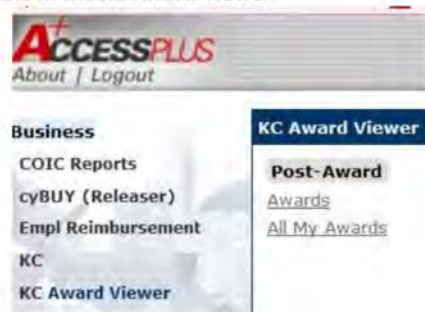 A+CCESSPLUS
About | Logout
Business
COIC Reports
cyBUY (Releaser)
Empl Reimbursement
KC
KC Award Viewer
KC Award Viewer
Post-Award
Awards
All My Awards